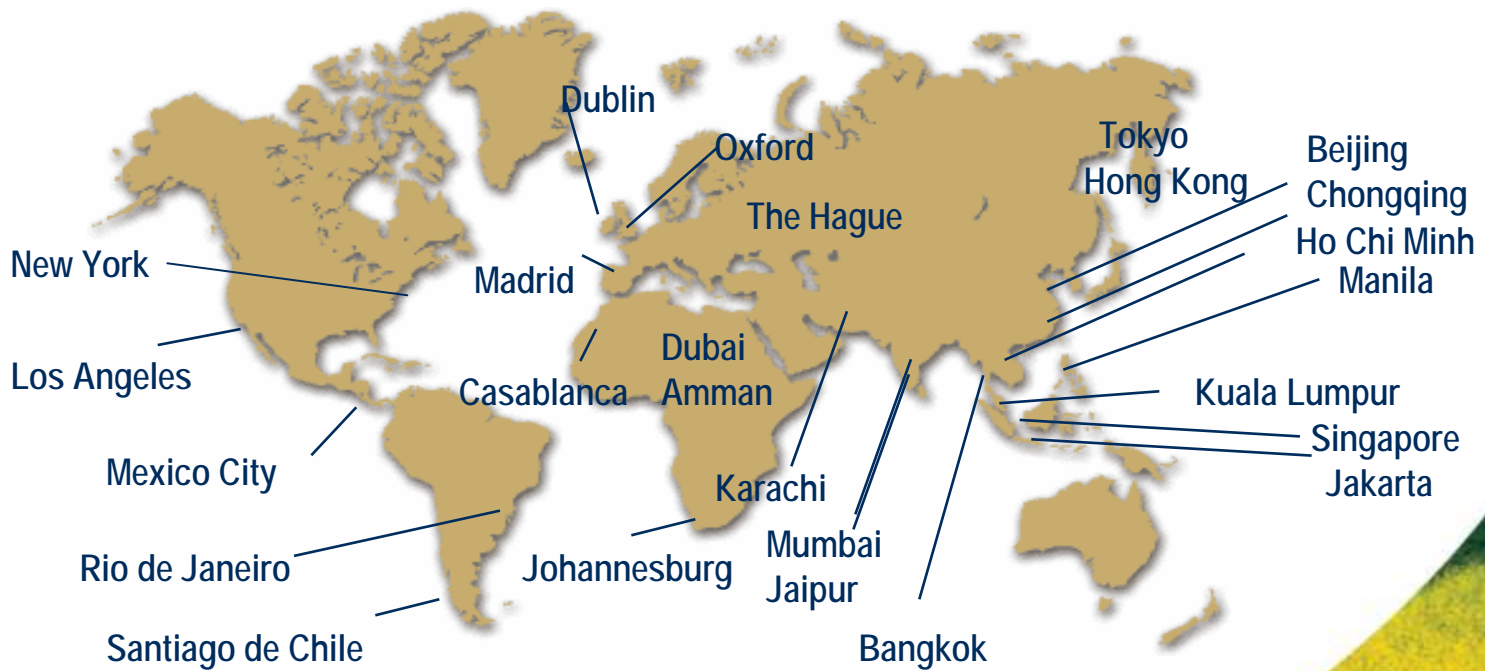 Dublin
Oxford
Tokyo
Hong Kong
Beijing
Chongqing
Ho Chi Minh
Manila
The Hague
New York
Madrid
Los Angeles
Casablanca
Dubai
Amman
Kuala Lumpur
Singapore
Jakarta
Mexico City
Karachi
Rio de Janeiro
Johannesburg
Mumbai
Jaipur
Santiago de Chile
Bangkok